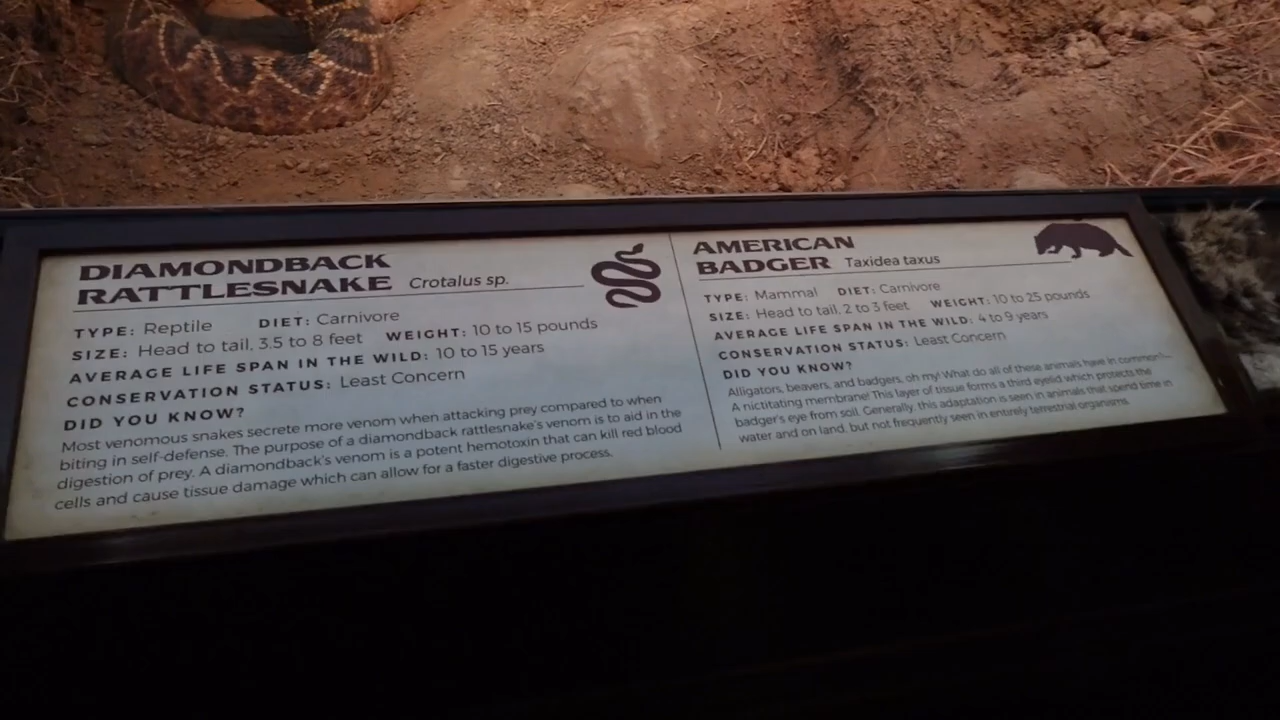 DIAMONDBACK
RATTLESNAKE Crotalus sp.
TYPE: Reptile DIET: Carnivore
SIZE: Head to tail, 3.5 to 8 feet WEIGHT: 10 to 15 pounds
AVERAGE LIFE SPAN IN THE WILD: 10 to 15 years
CONSERVATION STATUS: Least Concern
DID YOU KNOW?
Most venomous snakes secrete more venom when attacking prey compared to when
biting in self-defense. The purpose of a diamondback rattlesnake's venom is to aid in the
digestion of prey. A diamondback's venom is a potent hemotoxin that can kill red blood
cells and cause tissue damage which can allow for a faster digestive process.
AMERICAN
BADGER Taxidea taxus
TYPE: Mammal DIET: Carnivore
SIZE: Head to tail, 2 to 3 feet WEIGHT: 10 to 25 pounds
AVERAGE LIFE SPAN IN THE WILD: 4 to 9 years
CONSERVATION STATUS: Least Concern
DID YOU KNOW?
Alligators, beavers, and badgers, oh my! What do all of these animals have in common?...
A nictitating membrane! This layer of tissue forms a third eyelid which protects the
badger's eye from soil. Generally, this adaptation is seen in animals that spend time in
water and on land, but not frequently seen in entirely terrestrial organisms.